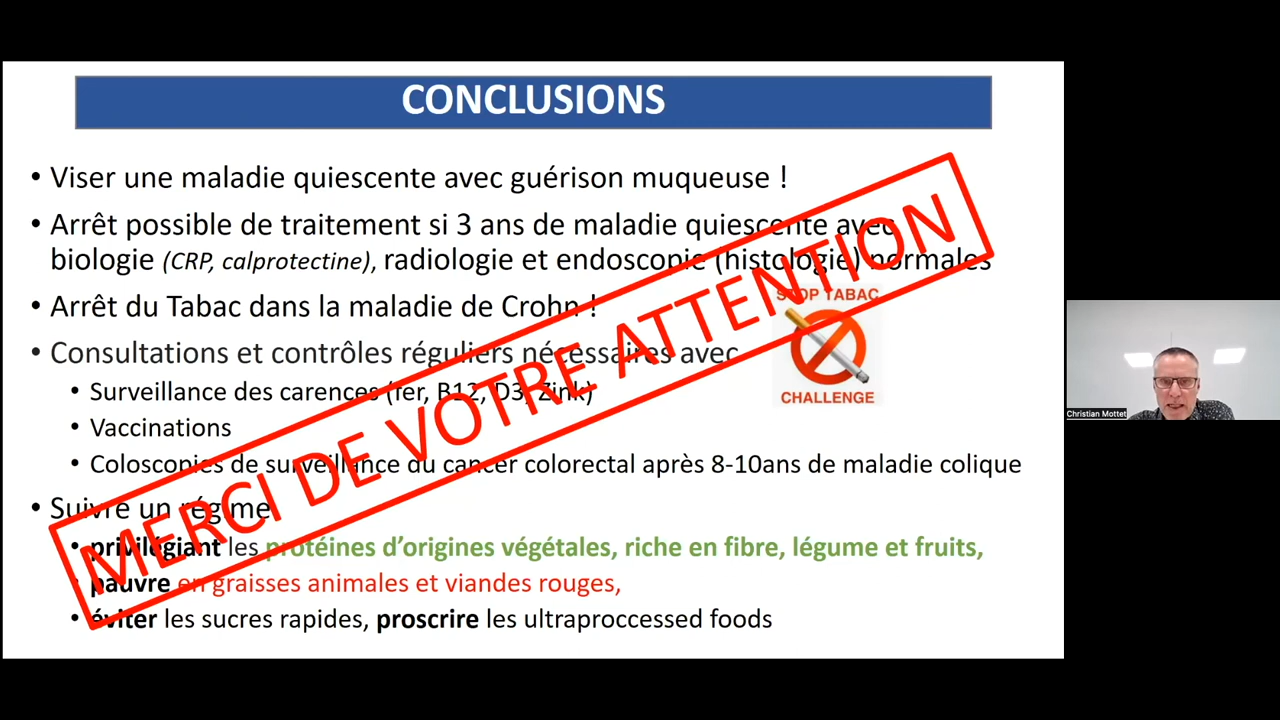 CONCLUSIONS
• Viser une maladie quiescente avec guérison muqueuse !
• Arrêt possible de traitement si 3 ans de maladie quiescente avec
biologie (CRP, calprotectine), radiologie et endoscopie (histologie) normales
• Arrêt du Tabac dans la maladie de Crohn !
STOP TABAC
CHALLENGE
• Consultations et contrôles réguliers nécessaires avec
• Surveillance des carences (fer, B12, D3, Zink)
• Vaccinations
• Coloscopies de surveillance du cancer colorectal après 8-10ans de maladie colique
• Suivre un régime
• privilégiant les protéines d’origines végétales, riche en fibre, légume et fruits,
• pauvre en graisses animales et viandes rouges,
• éviter les sucres rapides, proscrire les ultraproccessed foods
MERCI DE VOTRE ATTENTION
Christian Mottet